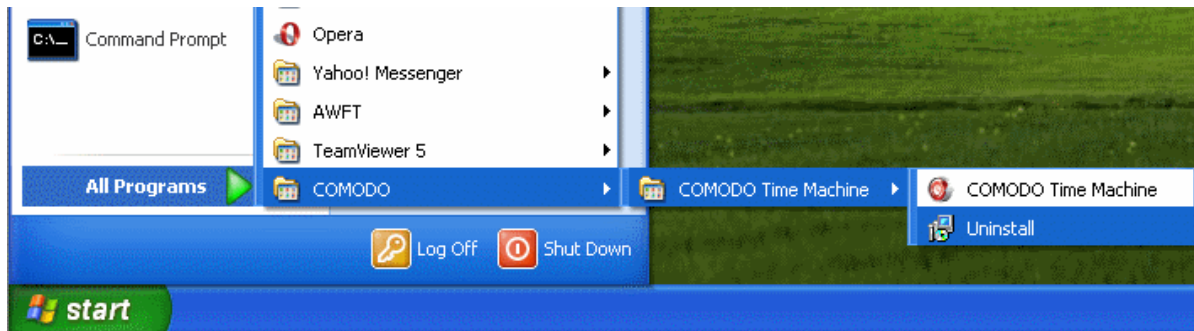 C:\_
Command Prompt
Opera
Yahoo! Messenger
AWFT
TeamViewer 5
All Programs
COMODO
COMODO Time Machine
COMODO Time Machine
Uninstall
Log Off
Shut Down
start